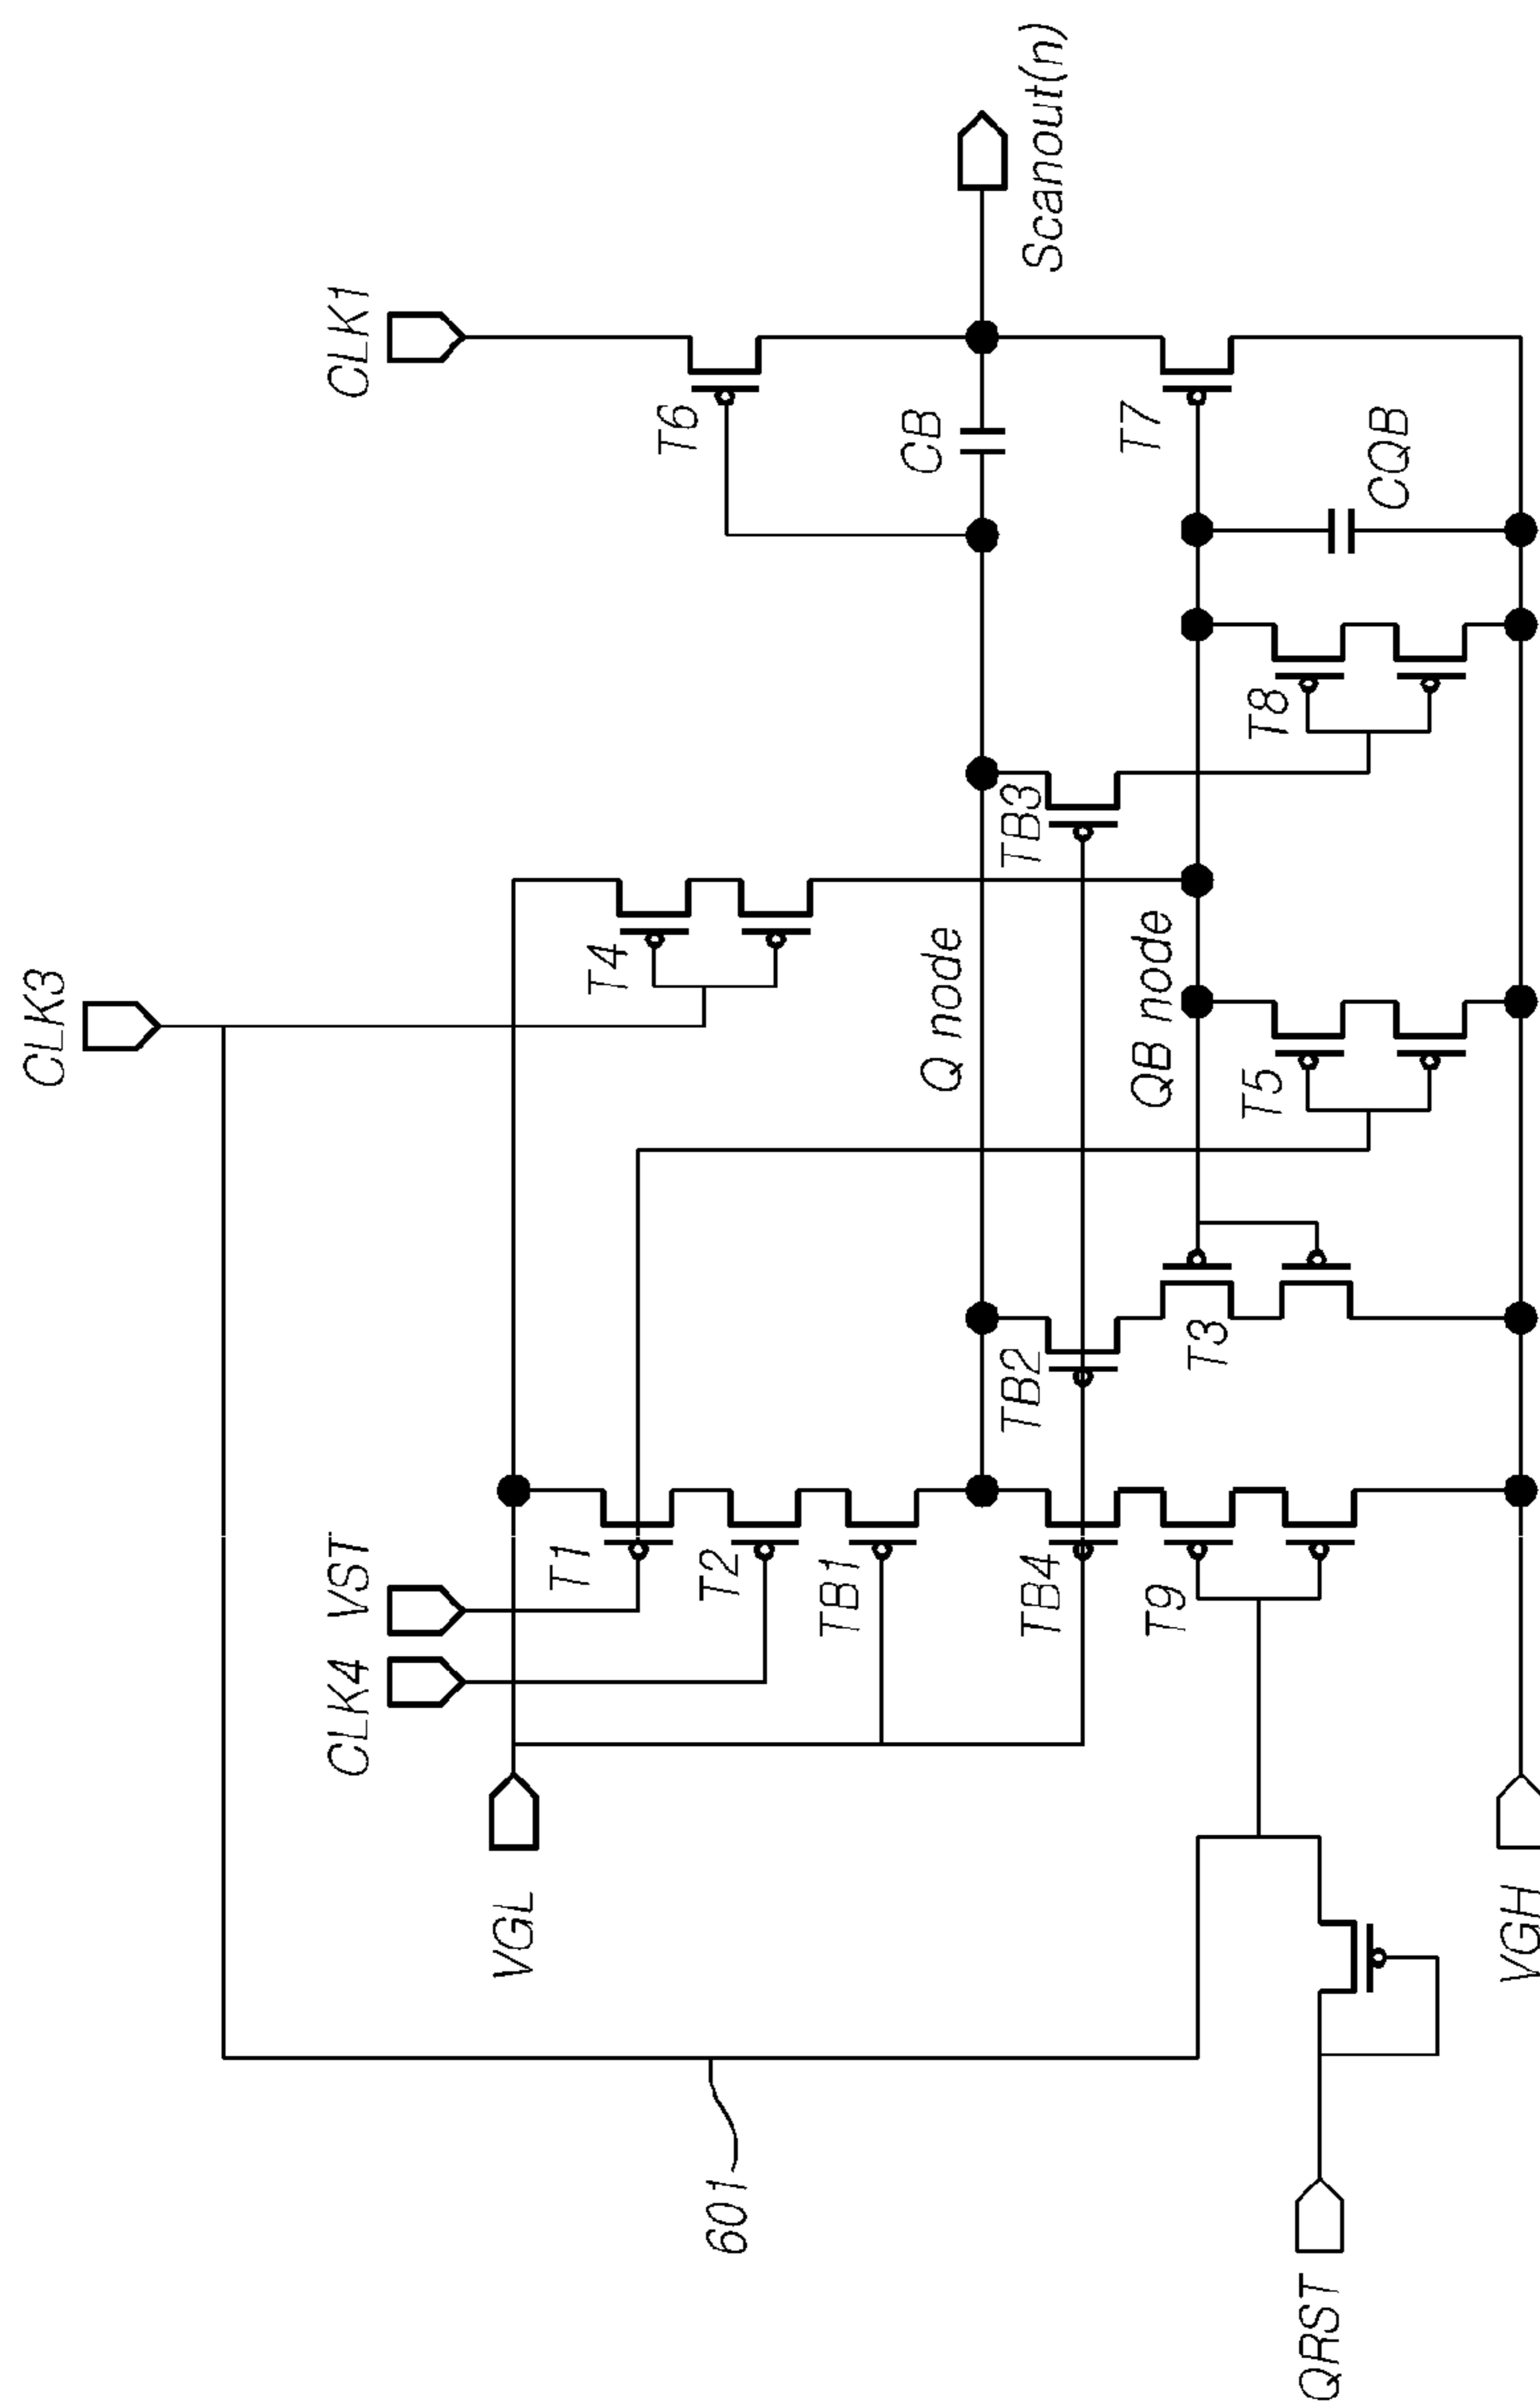 CLK3
CLK1
Scanout(n)
T6
CB
T7
CQB
T8
TB3
T4
Q node
QB node
T5
T3
TB2
VST
CLK4
T1
T2
TB1
TB4
T9
VGL
VGH
601
QRST